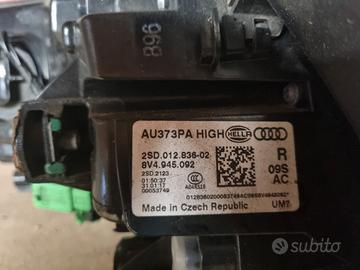 B96
AU373PA HIGH HELLA
2SD.012.836-02
8V4.945.092
2SD.2123
01:50:37
31.01.17
00053749
R
09S
AC
Made in Czech Republic
UM7
subito